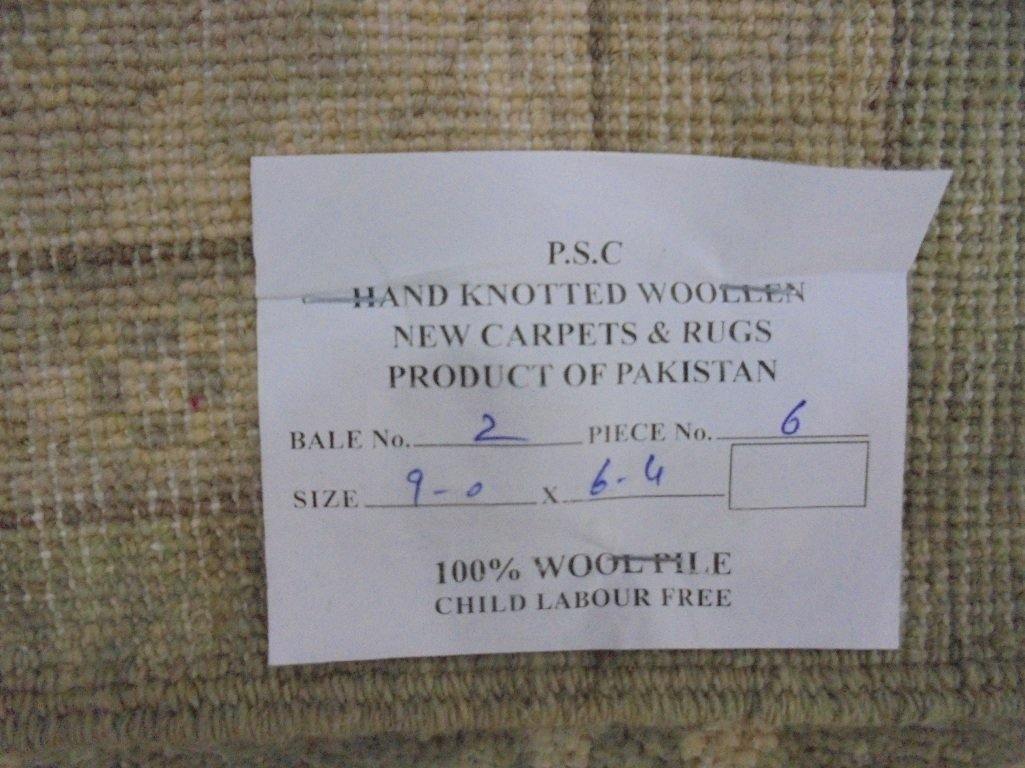 P.S.C
HAND KNOTTED WOOLLEN
NEW CARPETS & RUGS
PRODUCT OF PAKISTAN
BALE No. 2 PIECE No. 6
SIZE 9-0 X 6-4
100% WOOL PILE
CHILD LABOUR FREE